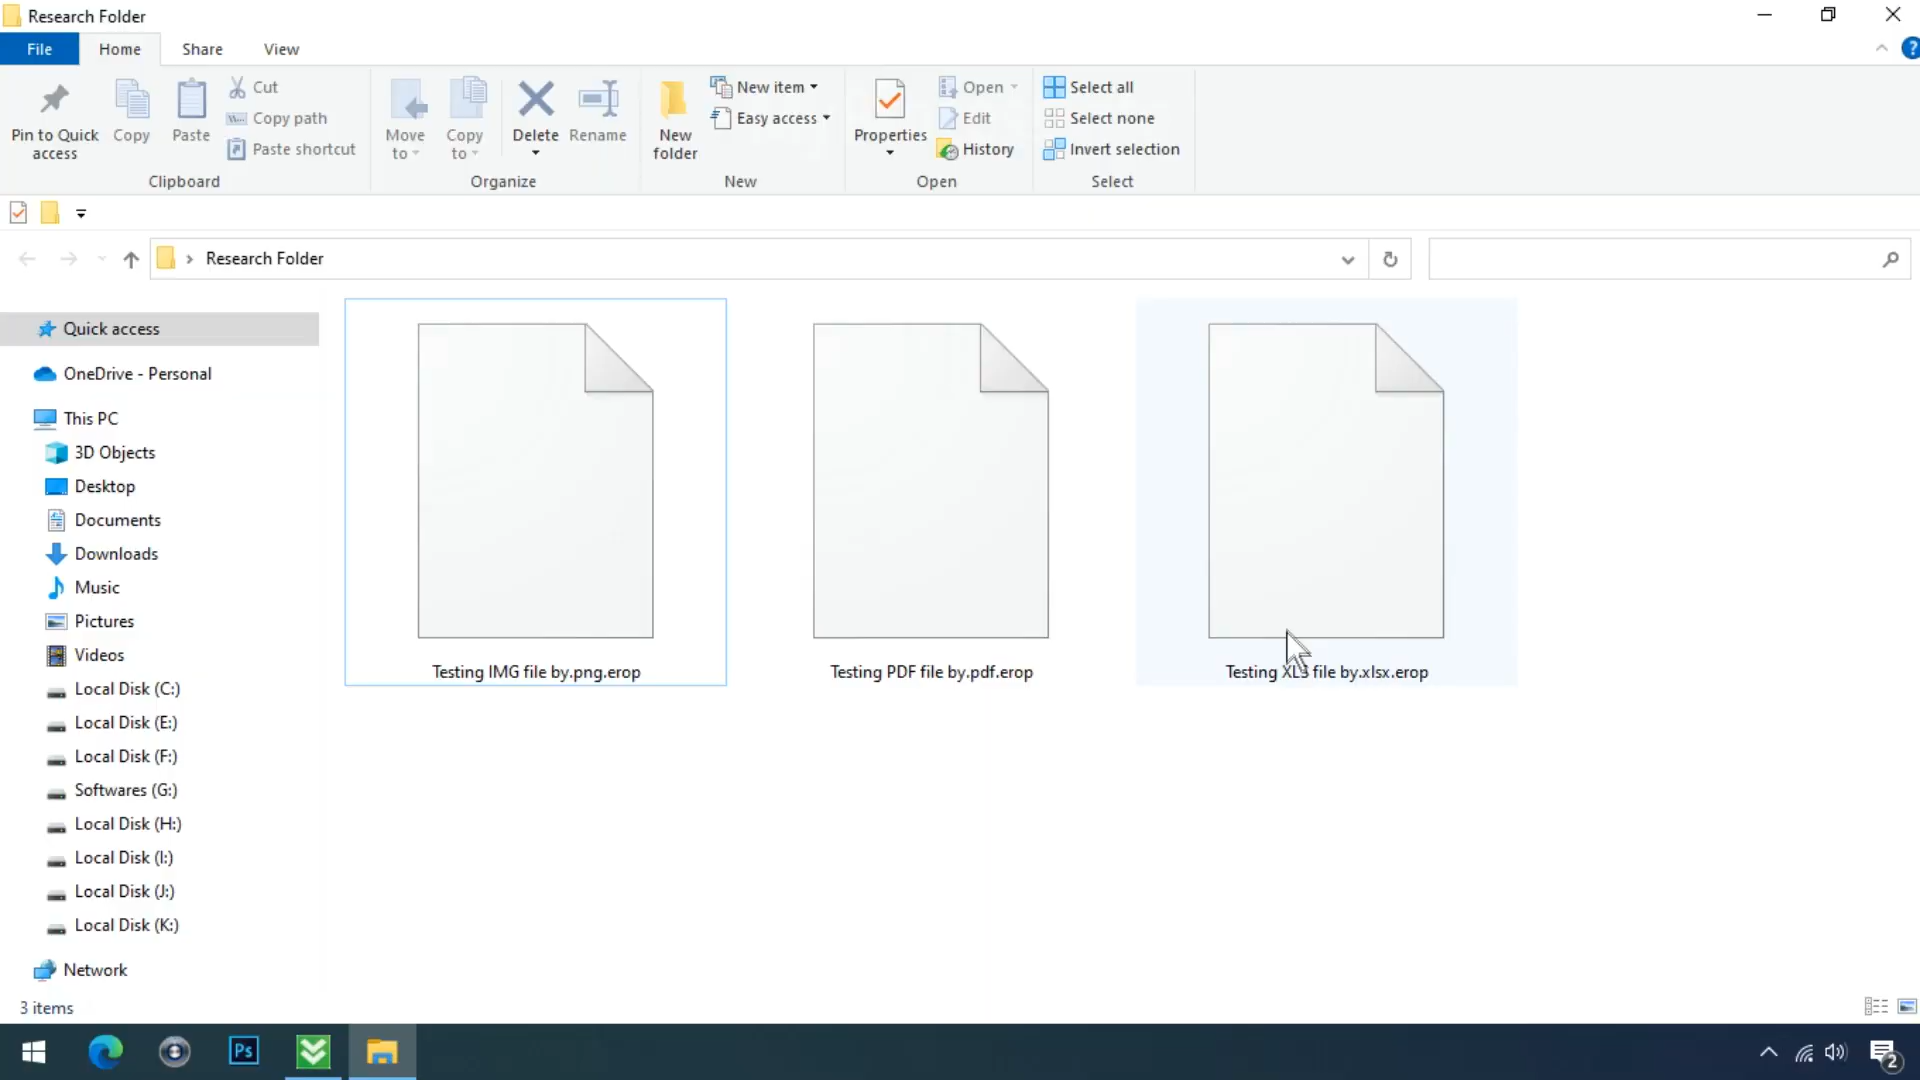 Research Folder
File Home Share View
Pin to Quick access
Copy
Paste
Cut
Copy path
Paste shortcut
Clipboard
Move to
Copy to
Delete
Rename
Organize
New folder
New item
Easy access
New
Properties
Open
Edit
History
Open
Select all
Select none
Invert selection
Select
Research Folder
Quick access
OneDrive - Personal
This PC
3D Objects
Desktop
Documents
Downloads
Music
Pictures
Videos
Local Disk (C:)
Local Disk (E:)
Local Disk (F:)
Softwares (G:)
Local Disk (H:)
Local Disk (I:)
Local Disk (J:)
Local Disk (K:)
Network
Testing IMG file by.png.erop
Testing PDF file by.pdf.erop
Testing XLS file by.xlsx.erop
3 items
Ps
2